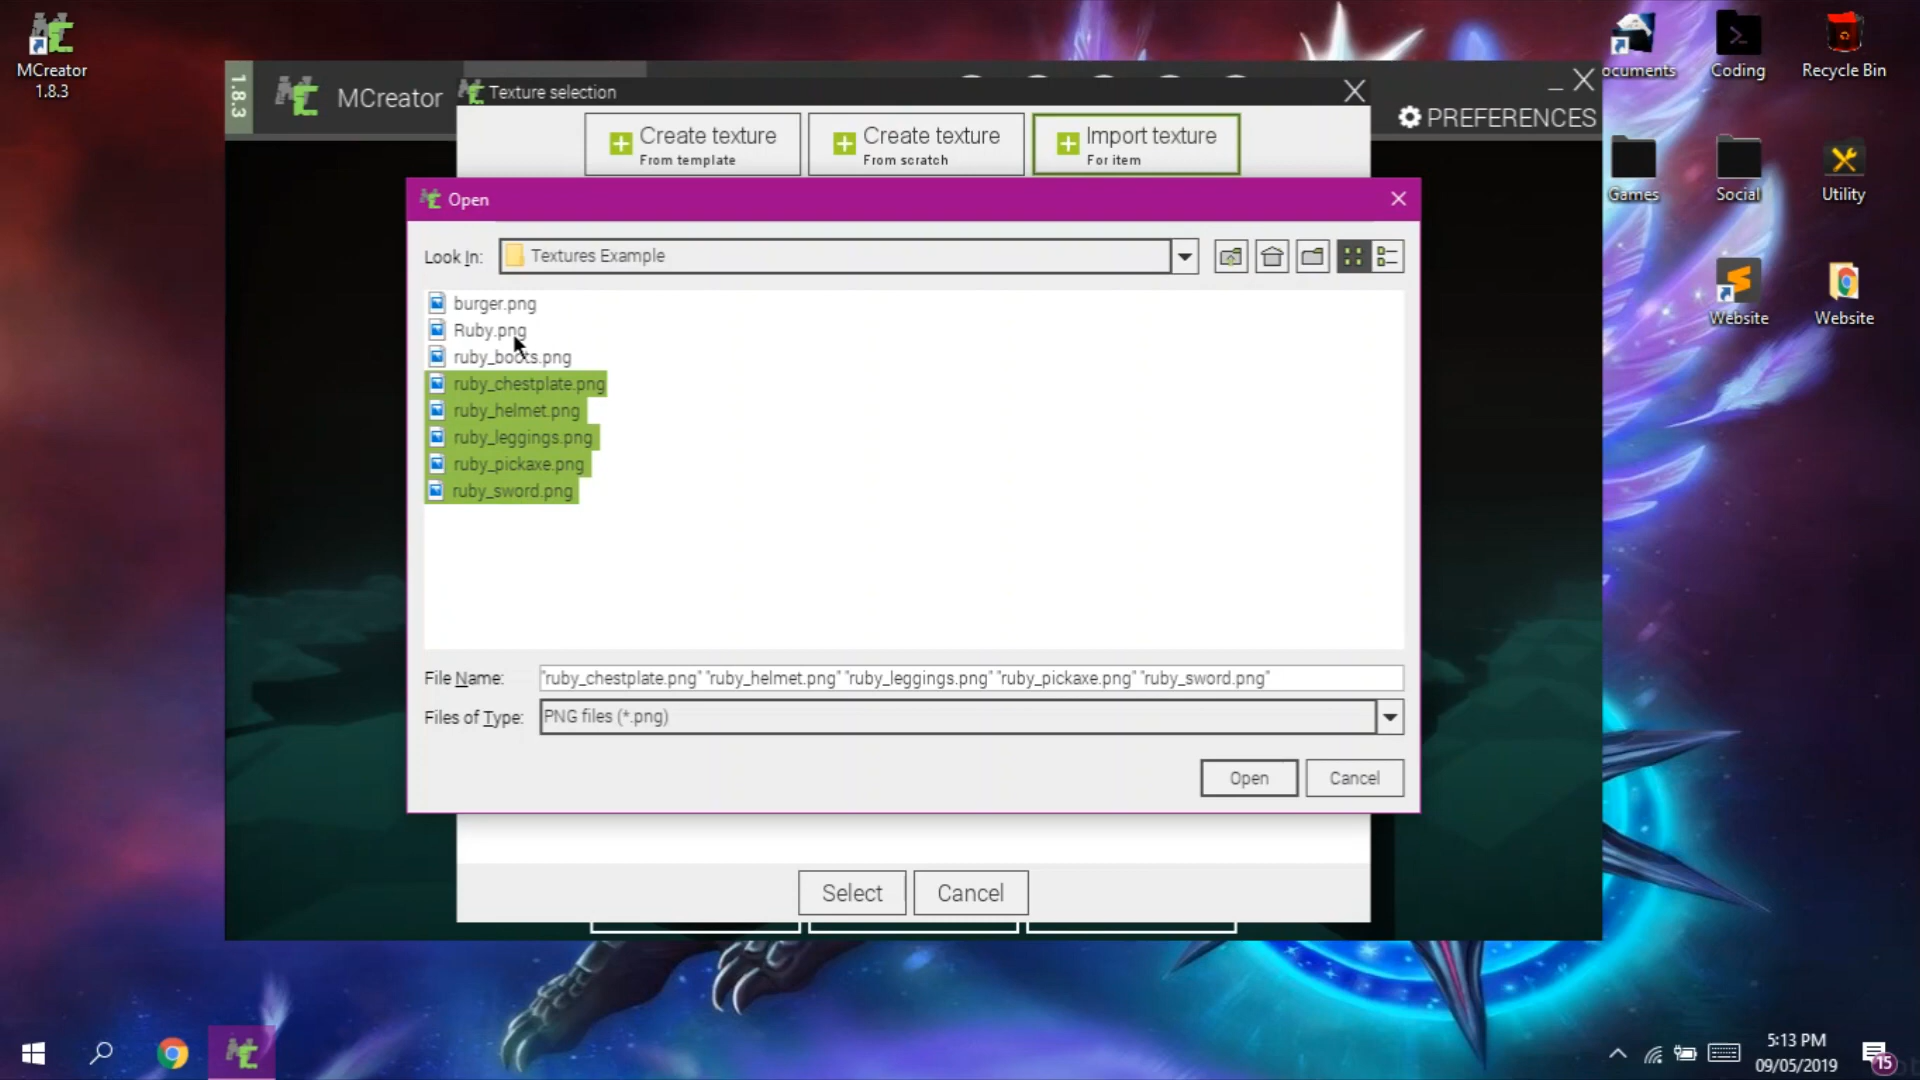 MCreator
1.8.3
ocuments
Coding
Recycle Bin
1.8.3
MCreator
Texture selection
PREFERENCES
Create texture
From template
Create texture
From scratch
Import texture
For item
Games
Social
Utility
Open
Look In:
Textures Example
burger.png
Ruby.png
ruby_boots.png
ruby_chestplate.png
ruby_helmet.png
ruby_leggings.png
ruby_pickaxe.png
ruby_sword.png
Website
Website
File Name:
"ruby_chestplate.png" "ruby_helmet.png" "ruby_leggings.png" "ruby_pickaxe.png" "ruby_sword.png"
Files of Type:
PNG files (*.png)
Open
Cancel
Select
Cancel
5:13 PM
09/05/2019
15